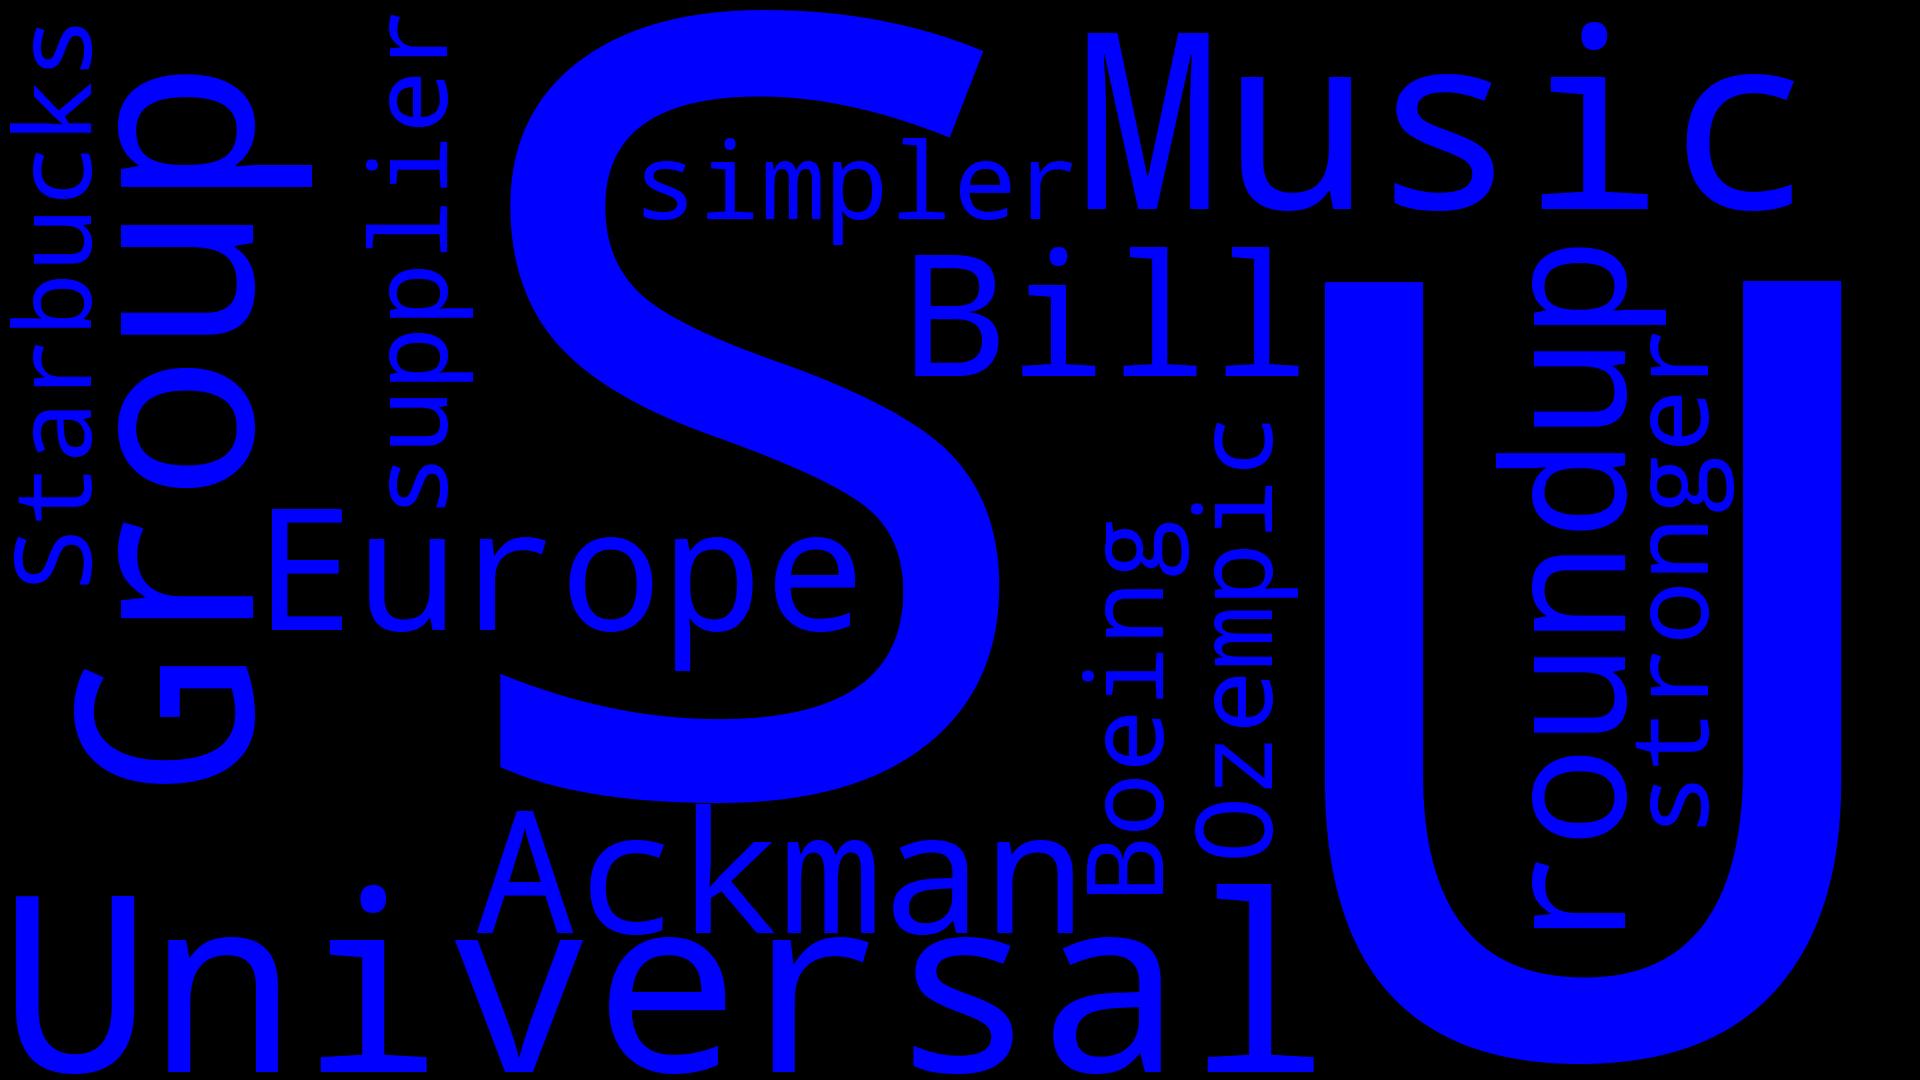 Starbucks
Group
supplier
S
simpler
Music
Bill
U
roundup
stronger
Europe
Boeing
Ozempic
Ackman
Universal